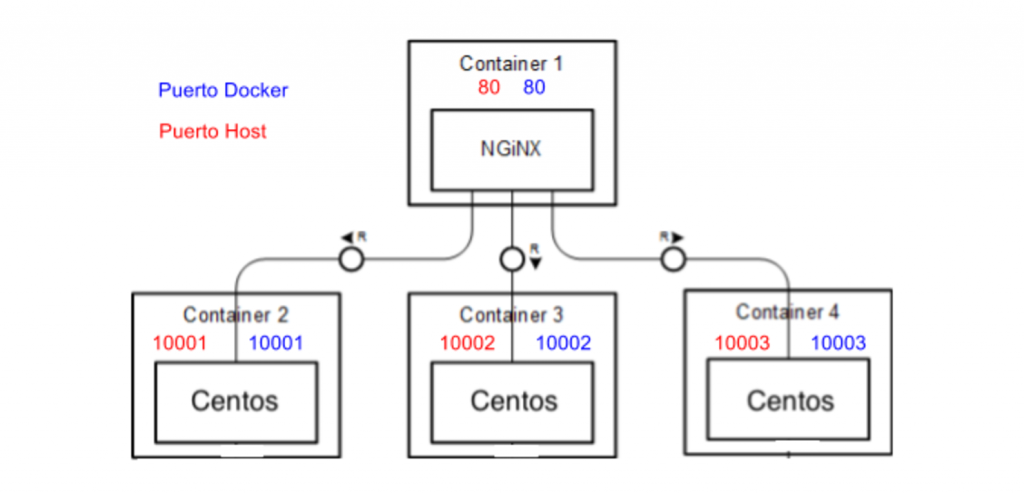 Container 1
80 80
Puerto Docker
Puerto Host
NGiNX
R
R
R
Container 2
10001 10001
Centos
Container 3
10002 10002
Centos
Container 4
10003 10003
Centos